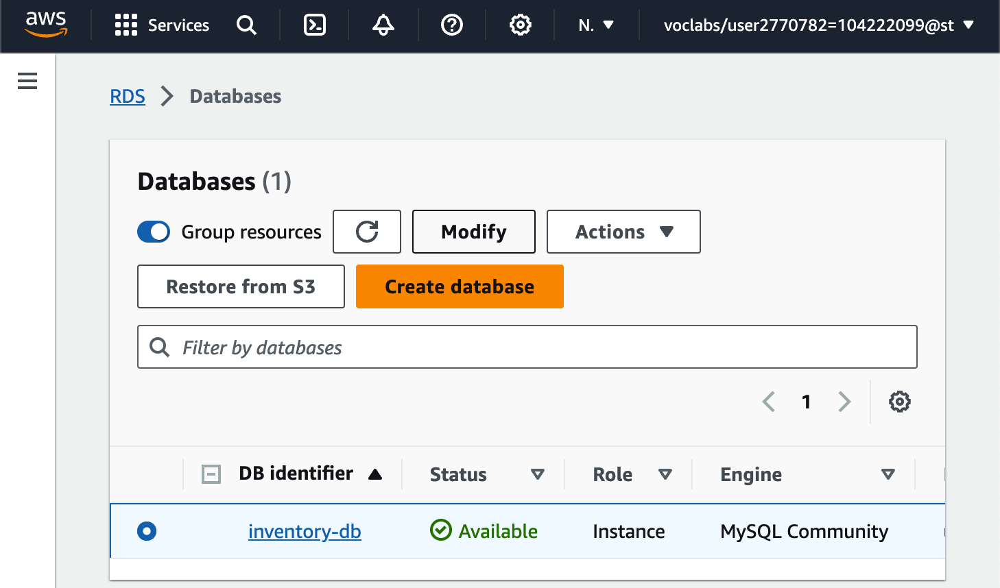 aws
Services
N.
voclabs/user2770782=104222099@st
RDS
Databases
Databases (1)
Group resources
Modify
Actions
Restore from S3
Create database
Filter by databases
1
DB identifier
Status
Role
Engine
inventory-db
Available
Instance
MySQL Community